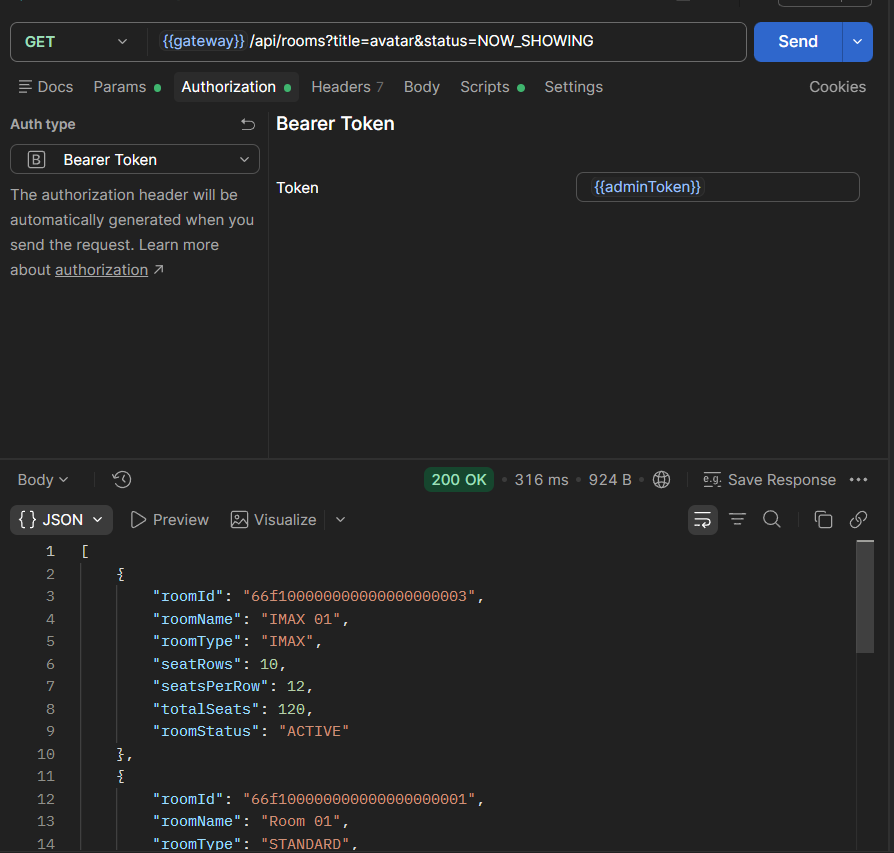 GET {{gateway}} /api/rooms?title=avatar&status=NOW_SHOWING Send
Docs Params Authorization Headers 7 Body Scripts Settings Cookies
Auth type
B Bearer Token
The authorization header will be
automatically generated when you
send the request. Learn more
about authorization ↗
Bearer Token
Token {{adminToken}}
Body 200 OK • 316 ms • 924 B • e.g. Save Response •••
{} JSON Preview Visualize
1 [
2 {
3 "roomId": "66f100000000000000000003",
4 "roomName": "IMAX 01",
5 "roomType": "IMAX",
6 "seatRows": 10,
7 "seatsPerRow": 12,
8 "totalSeats": 120,
9 "roomStatus": "ACTIVE"
10 },
11 {
12 "roomId": "66f100000000000000000001",
13 "roomName": "Room 01",
14 "roomType": "STANDARD",